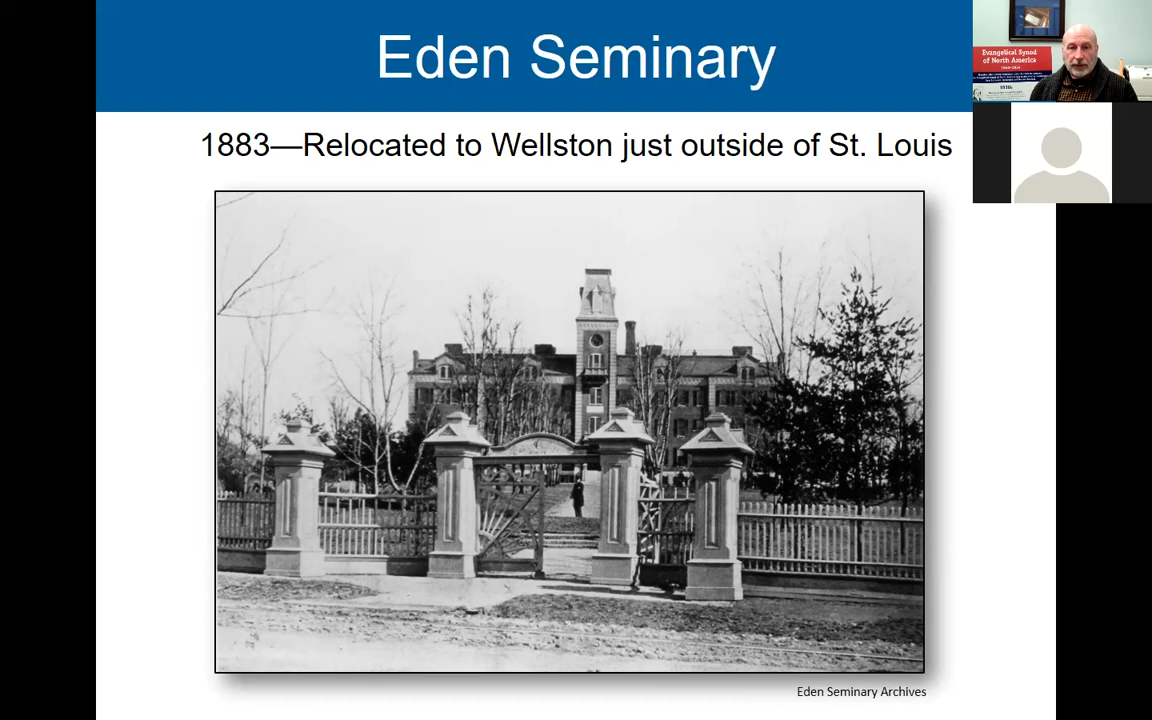 Eden Seminary
1883—Relocated to Wellston just outside of St. Louis
Eden Seminary Archives
Evangelical Synod
of North America